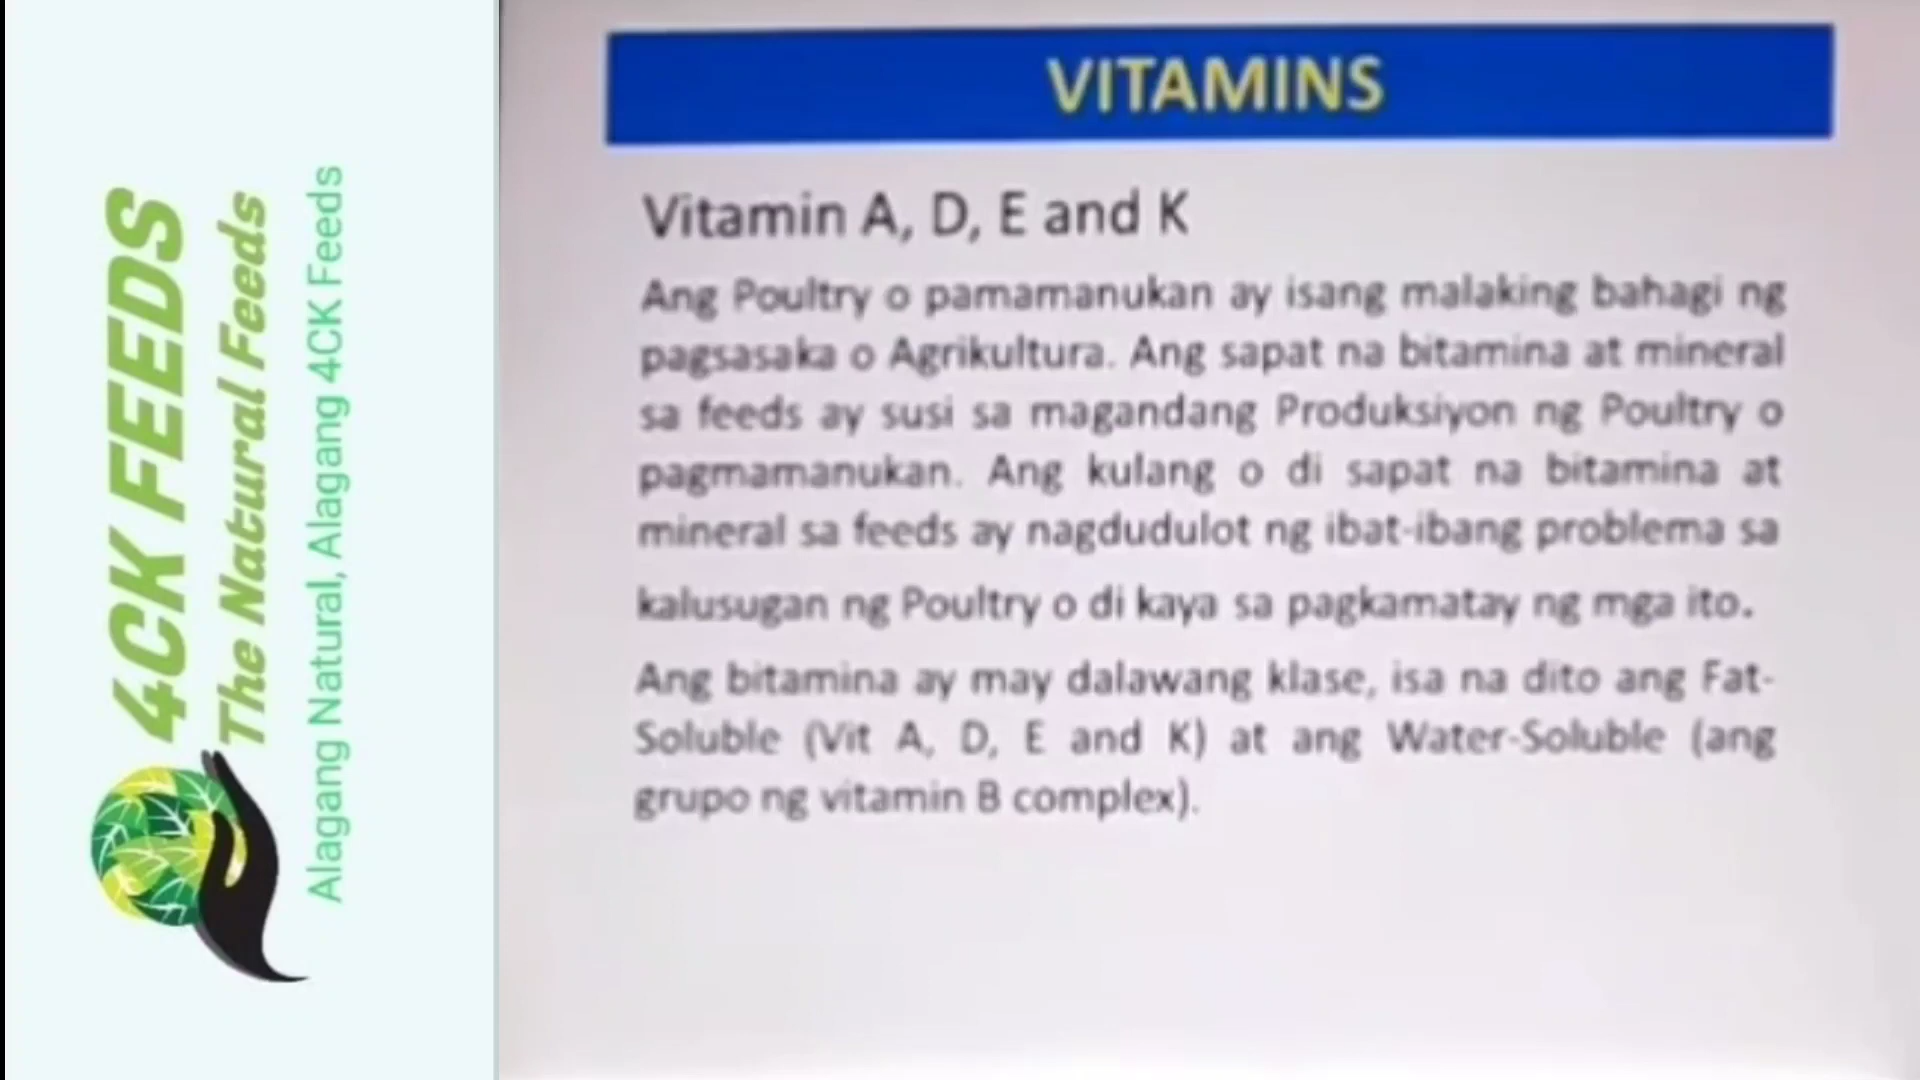 4CK FEEDS
The Natural Feeds
Alagang Natural, Alagang 4CK Feeds
VITAMINS
Vitamin A, D, E and K
Ang Poultry o pamamanukan ay isang malaking bahagi ng
pagsasaka o Agrikultura. Ang sapat na bitamina at mineral
sa feeds ay susi sa magandang Produksiyon ng Poultry o
pagmamanukan. Ang kulang o di sapat na bitamina at
mineral sa feeds ay nagdudulot ng ibat-ibang problema sa
kalusugan ng Poultry o di kaya sa pagkamatay ng mga ito.
Ang bitamina ay may dalawang klase, isa na dito ang Fat-
Soluble (Vit A, D, E and K) at ang Water-Soluble (ang
grupo ng vitamin B complex).